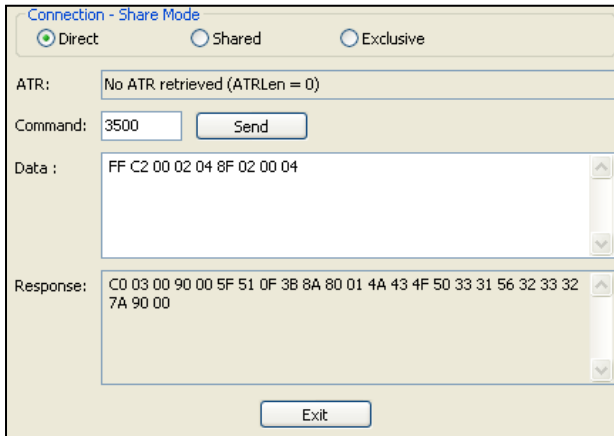 Connection - Share Mode
Direct Shared Exclusive
ATR: No ATR retrieved (ATRLen = 0)
Command: 3500 Send
Data : FF C2 00 02 04 8F 02 00 04
Response: C0 03 00 90 00 5F 51 0F 3B 8A 80 01 4A 43 4F 50 33 31 56 32 33 32
7A 90 00
Exit